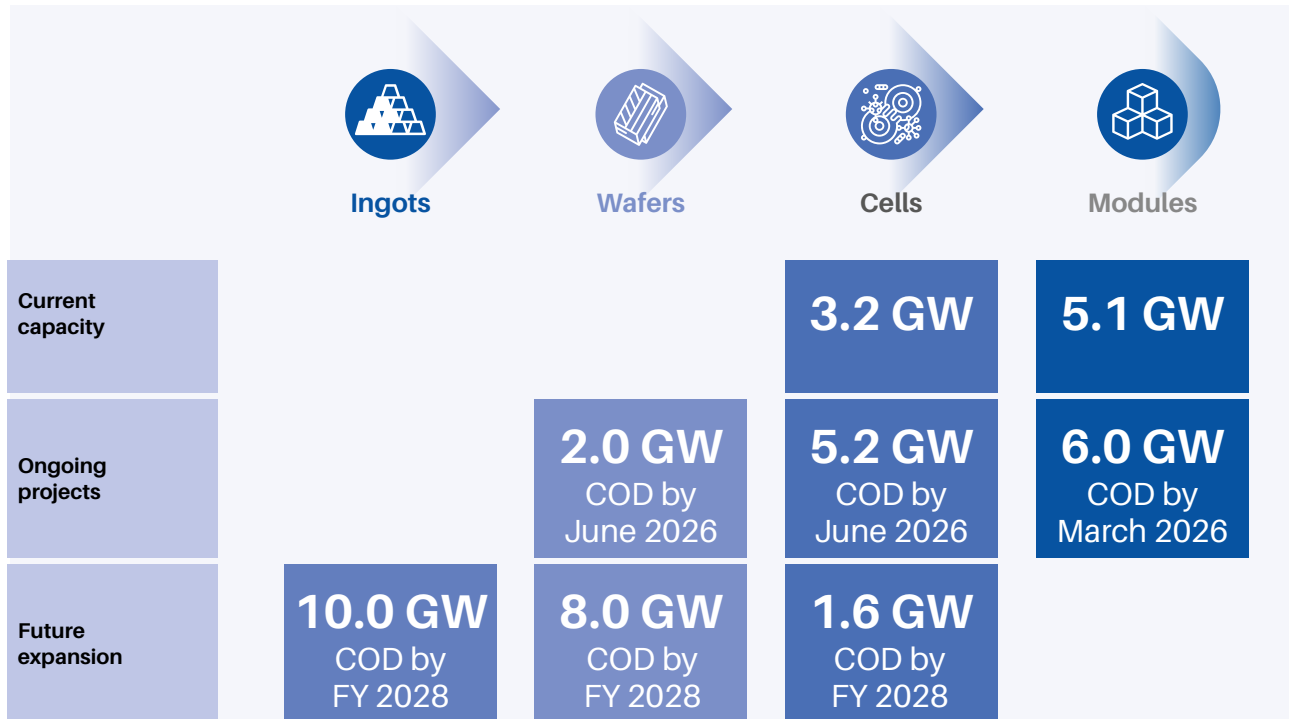 Ingots
Wafers
Cells
Modules
Current
capacity
3.2 GW
5.1 GW
Ongoing
projects
2.0 GW
COD by
June 2026
5.2 GW
COD by
June 2026
6.0 GW
COD by
March 2026
Future
expansion
10.0 GW
COD by
FY 2028
8.0 GW
COD by
FY 2028
1.6 GW
COD by
FY 2028